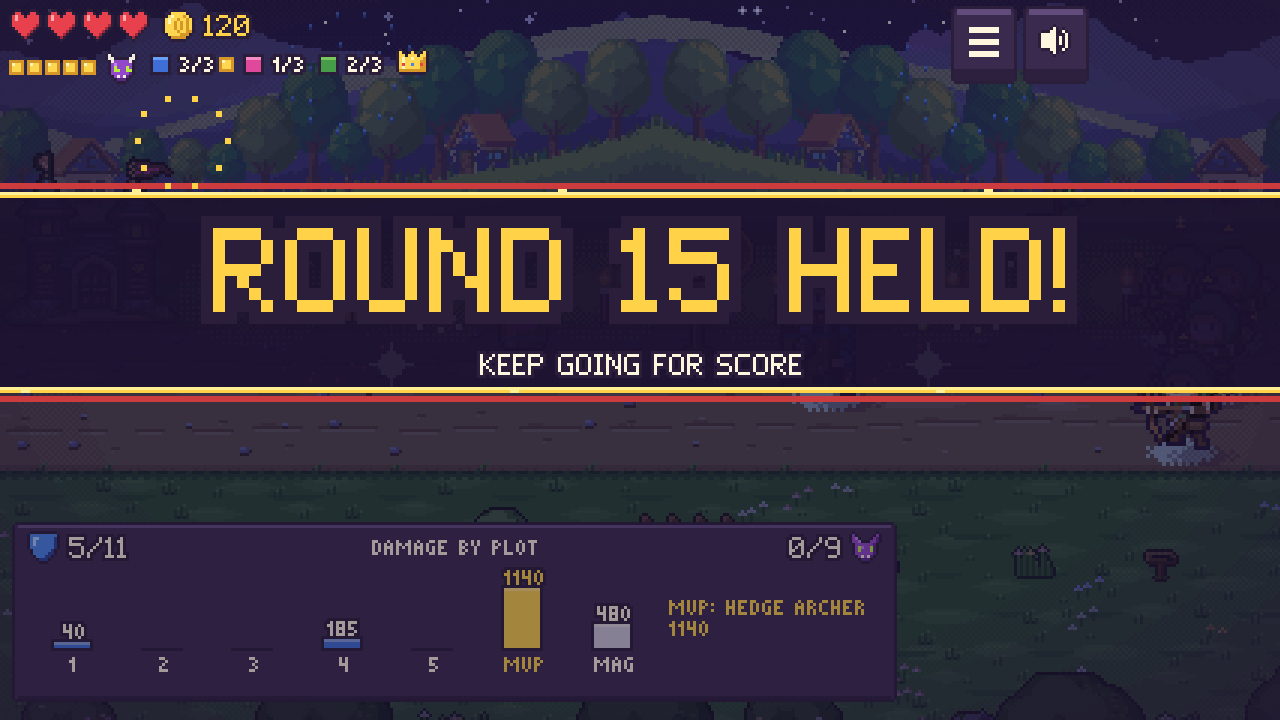 120
3/3 1/3 2/3
ROUND 15 HELD!
KEEP GOING FOR SCORE
5/11 DAMAGE BY PLOT 0/9
1140
40 185 480
MVP: HEDGE ARCHER
1140
1 2 3 4 5 MVP MAG